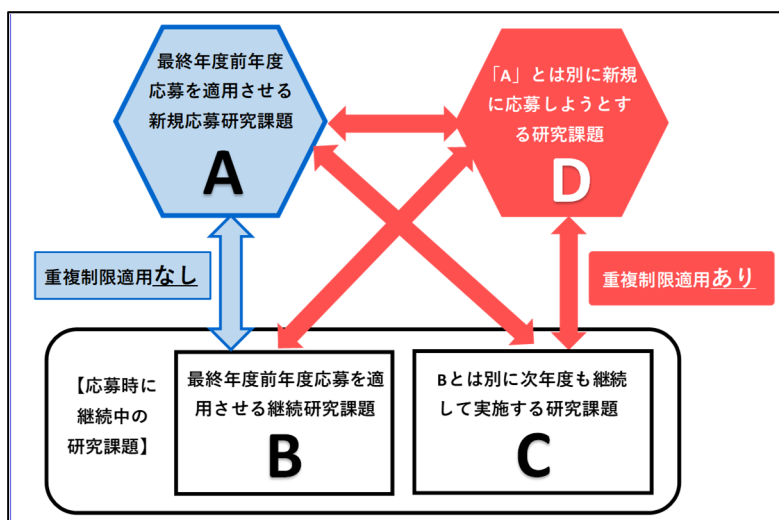 最終年度前年度
応募を適用させる
新規応募研究課題
A
「A」とは別に新規
に応募しようとす
る研究課題
D
重複制限適用なし
重複制限適用あり
【応募時に
継続中の
研究課題】
最終年度前年度応募を適
用させる継続研究課題
B
Bとは別に次年度も継続
して実施する研究課題
C